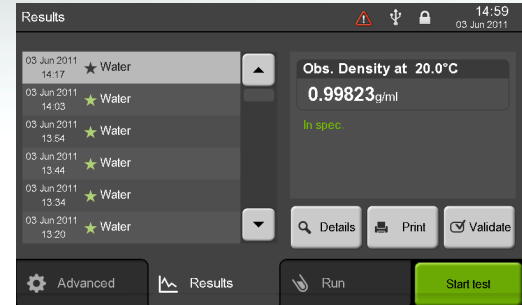 Results
14:59
03 Jun 2011
03 Jun 2011
14:17
Water
03 Jun 2011
14:03
Water
03 Jun 2011
13:54
Water
03 Jun 2011
13:44
Water
03 Jun 2011
13:34
Water
03 Jun 2011
13:20
Water
Obs. Density at 20.0°C
0.99823g/ml
In spec.
Details
Print
Validate
Advanced
Results
Run
Start test